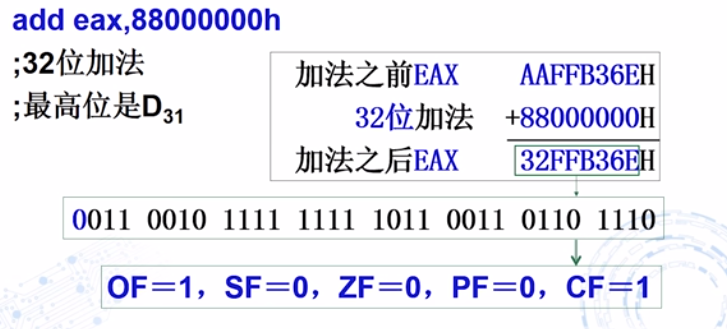 add eax,88000000h
;32位加法
;最高位是D31
加法之前EAX AAFFB36EH
32位加法 +88000000H
加法之后EAX 32FFB36EH
0011 0010 1111 1111 1011 0011 0110 1110
OF＝1，SF＝0，ZF＝0，PF＝0，CF＝1